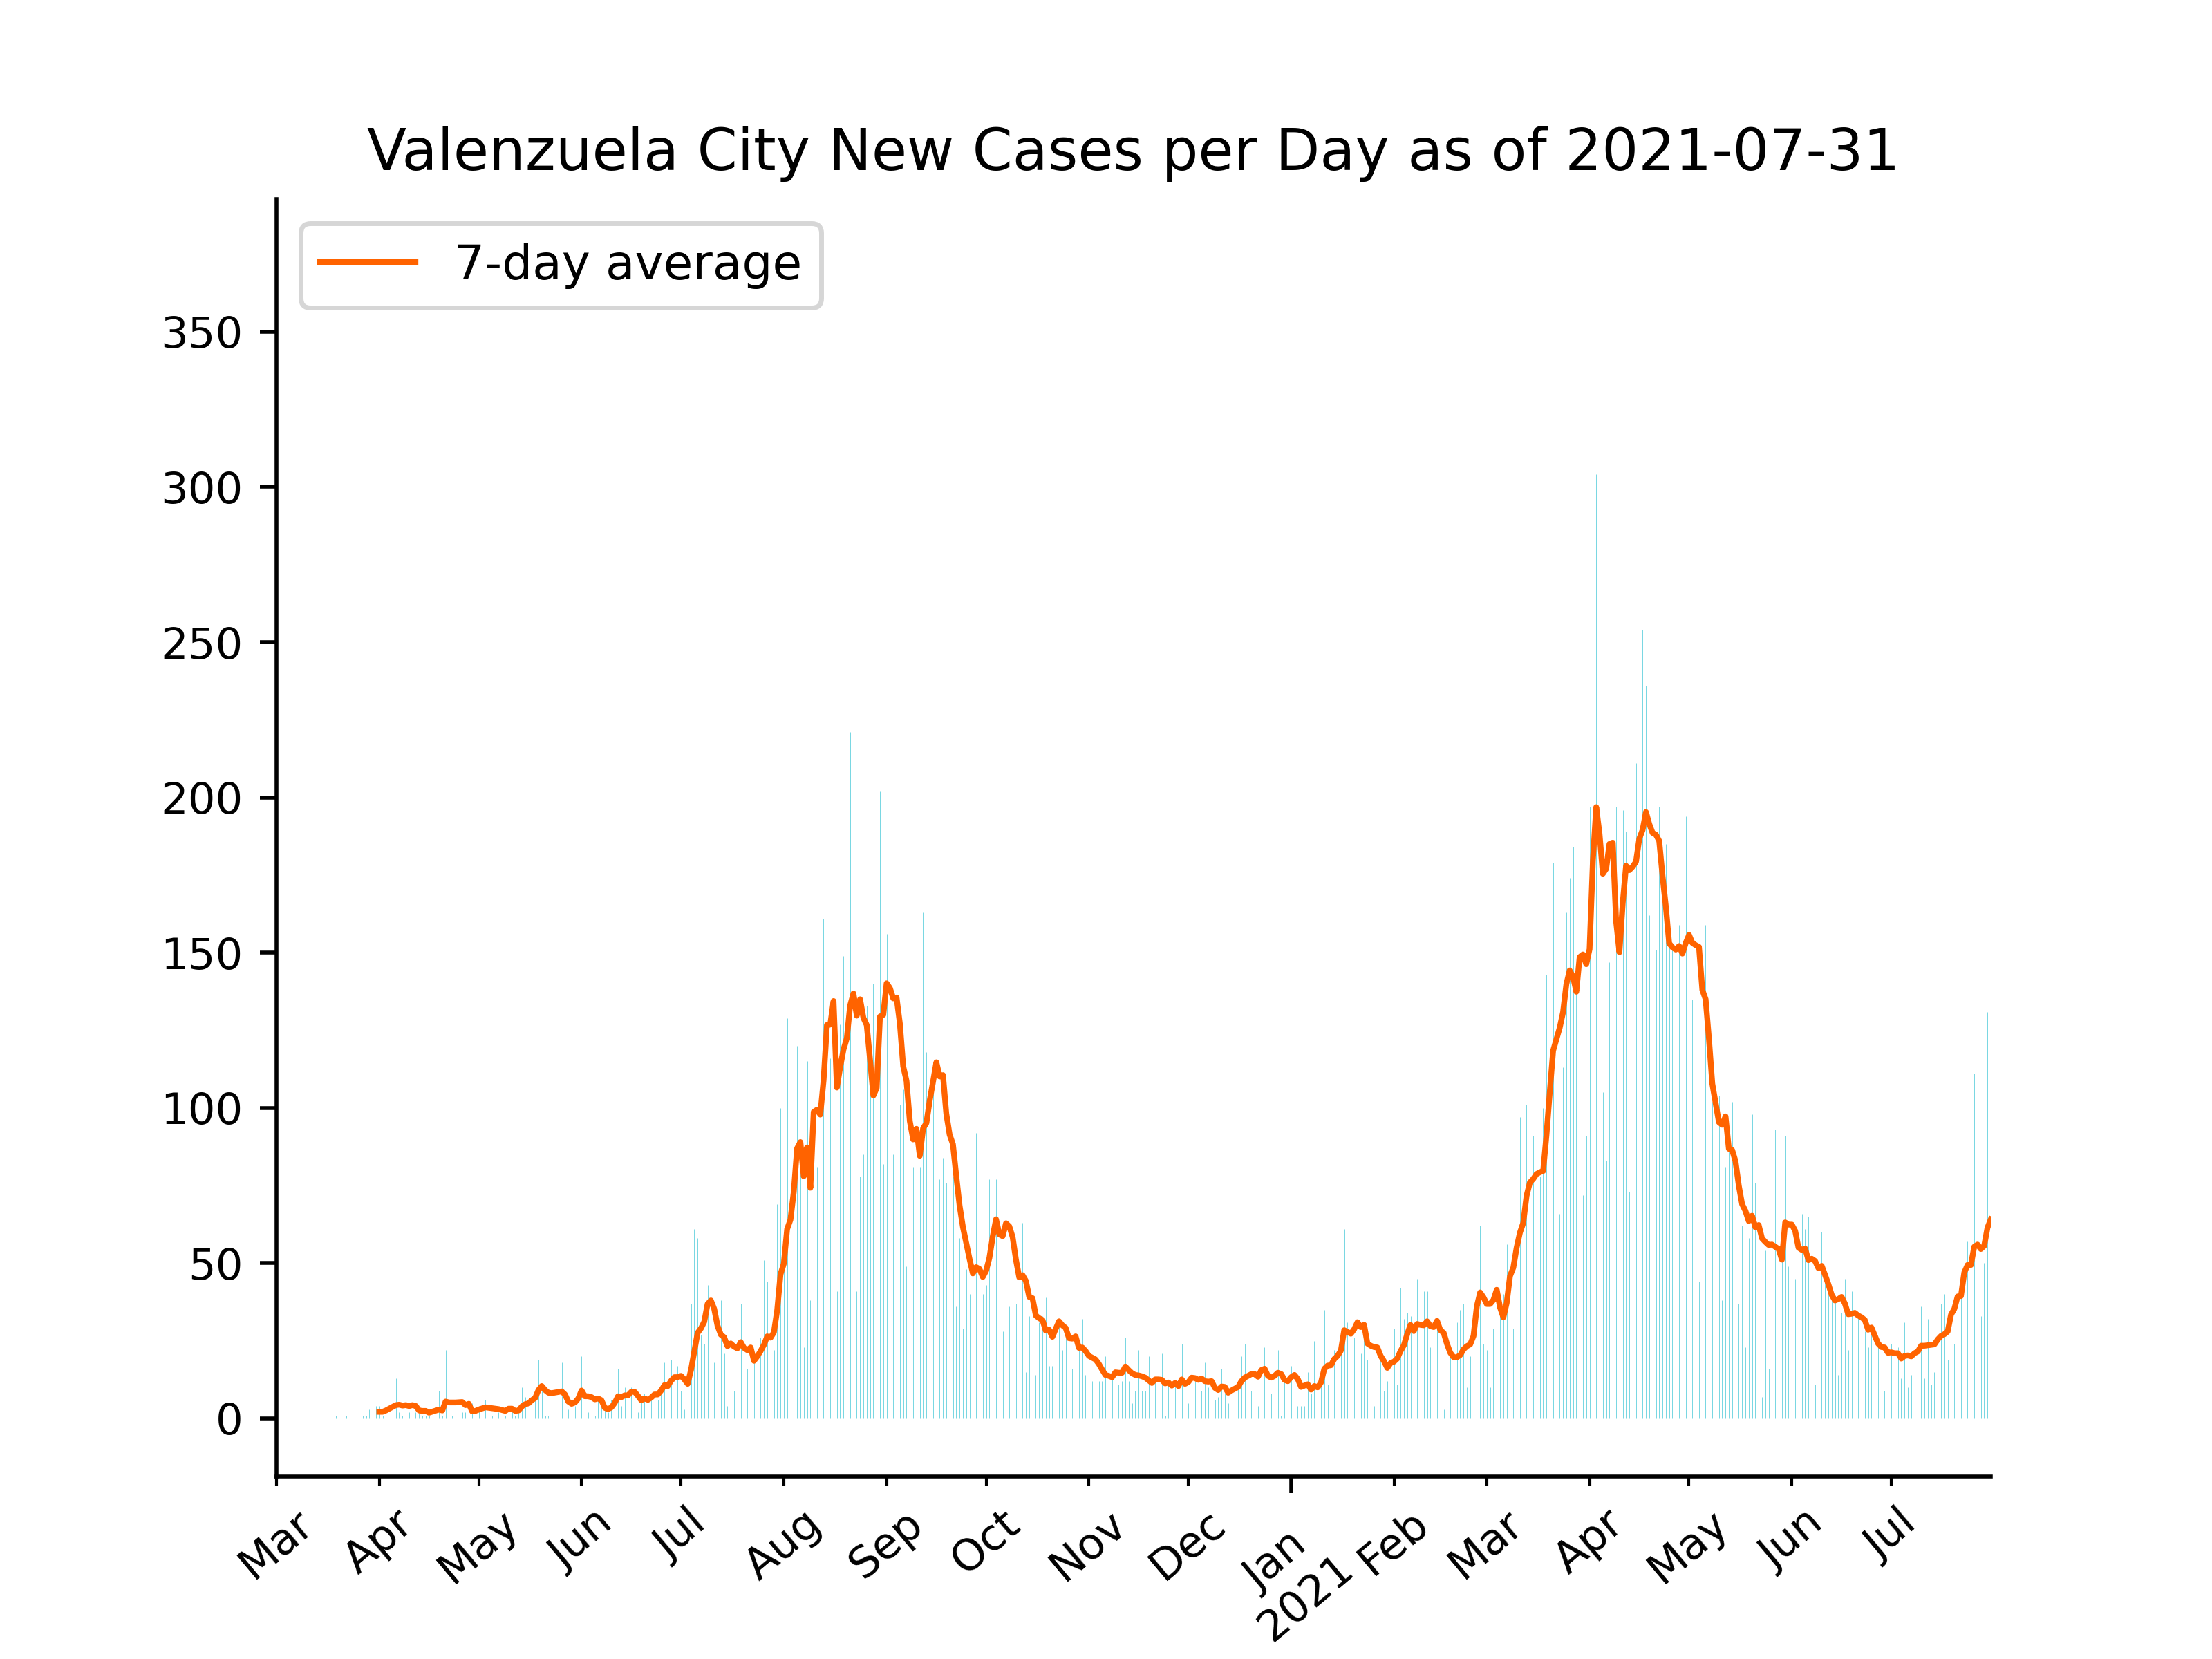 Valenzuela City New Cases per Day as of 2021-07-31
7-day average
350
300
250
200
150
100
50
0
Mar
Apr
May
Jun
Jul
Aug
Sep
Oct
Nov
Dec
Jan
2021
Feb
Mar
Apr
May
Jun
Jul